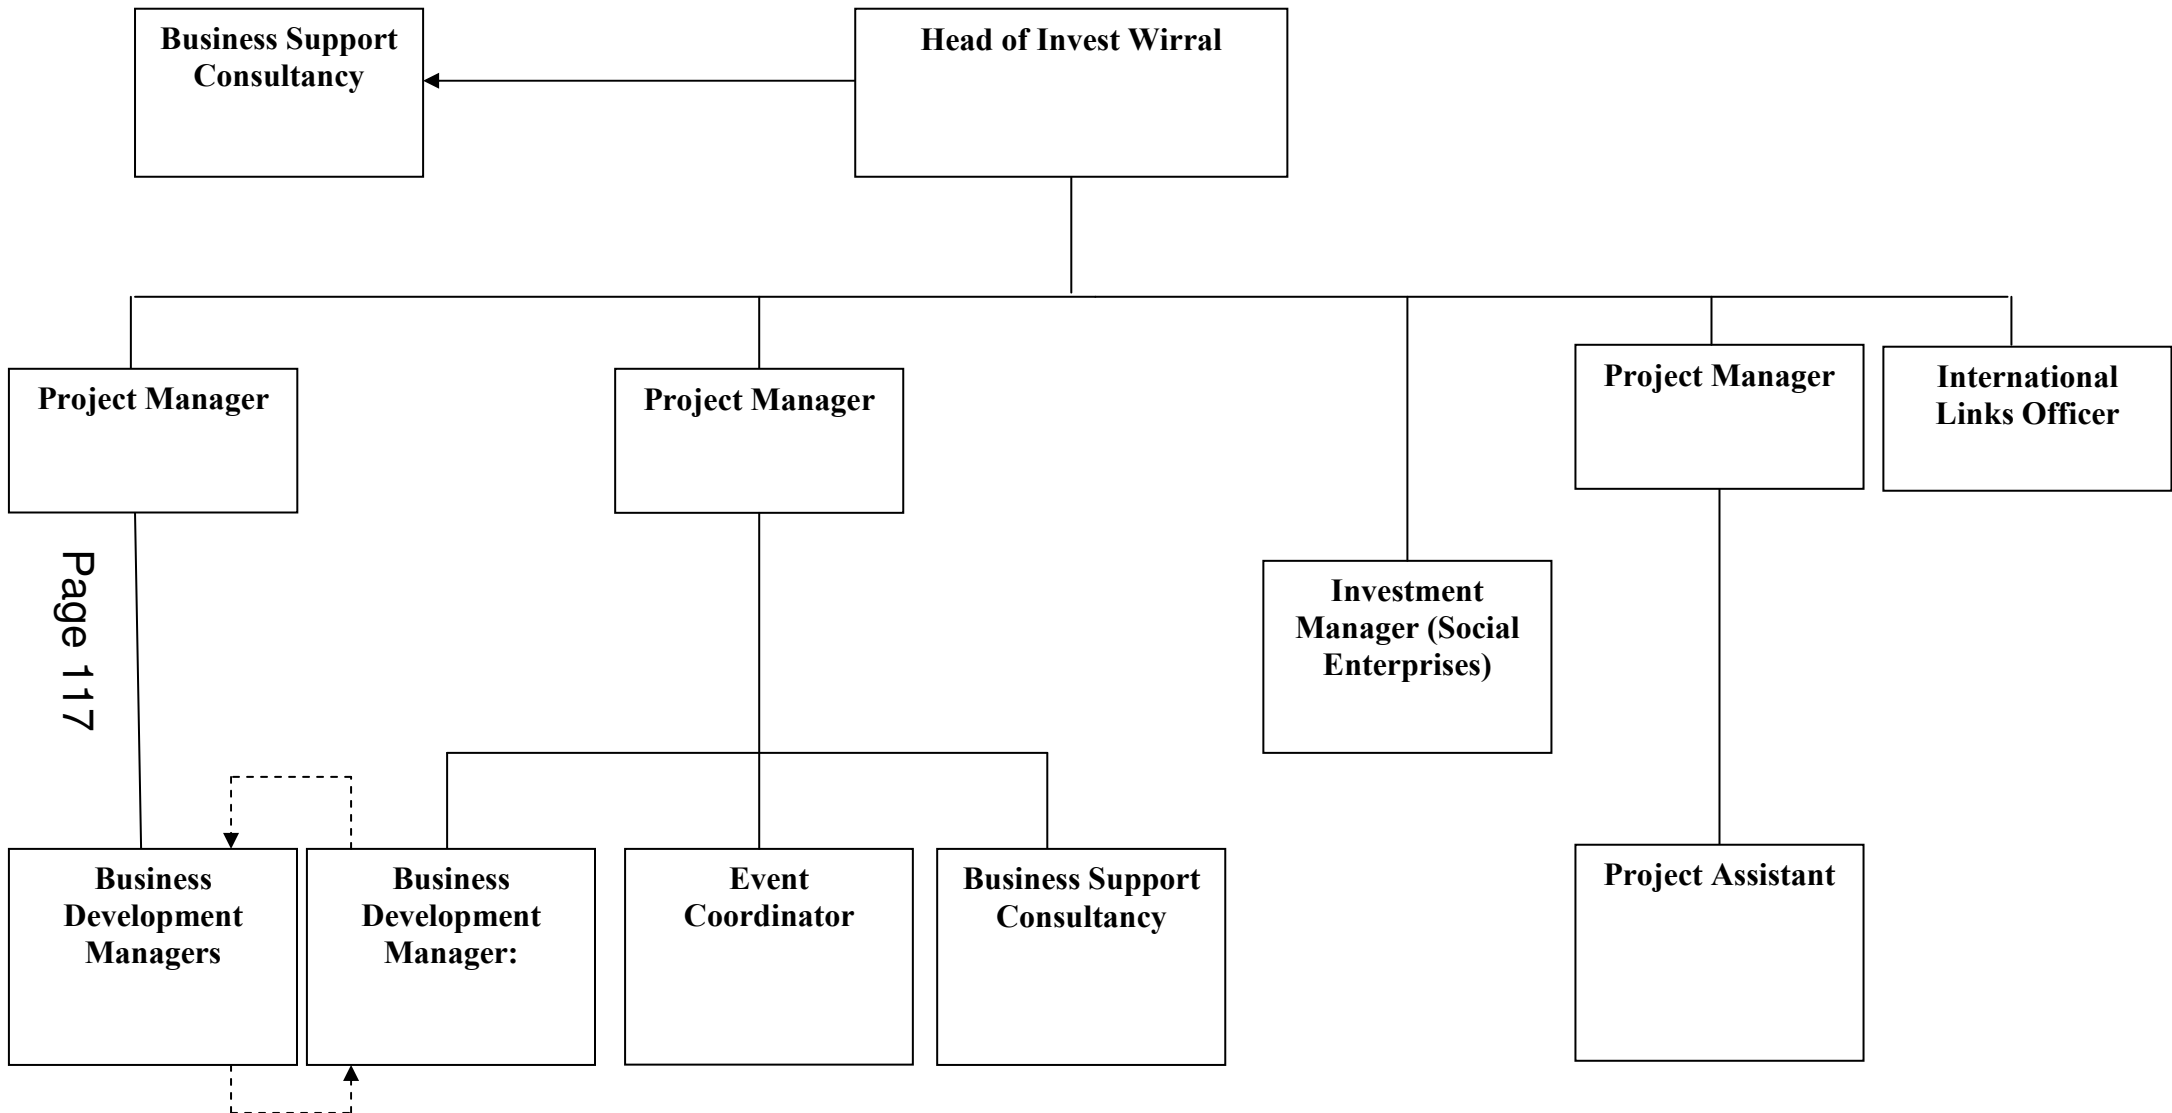 Business Support
Consultancy
Head of Invest Wirral
Project Manager
Project Manager
Project Manager
International
Links Officer
Page 117
Investment
Manager (Social
Enterprises)
Business
Development
Managers
Business
Development
Manager:
Event
Coordinator
Business Support
Consultancy
Project Assistant